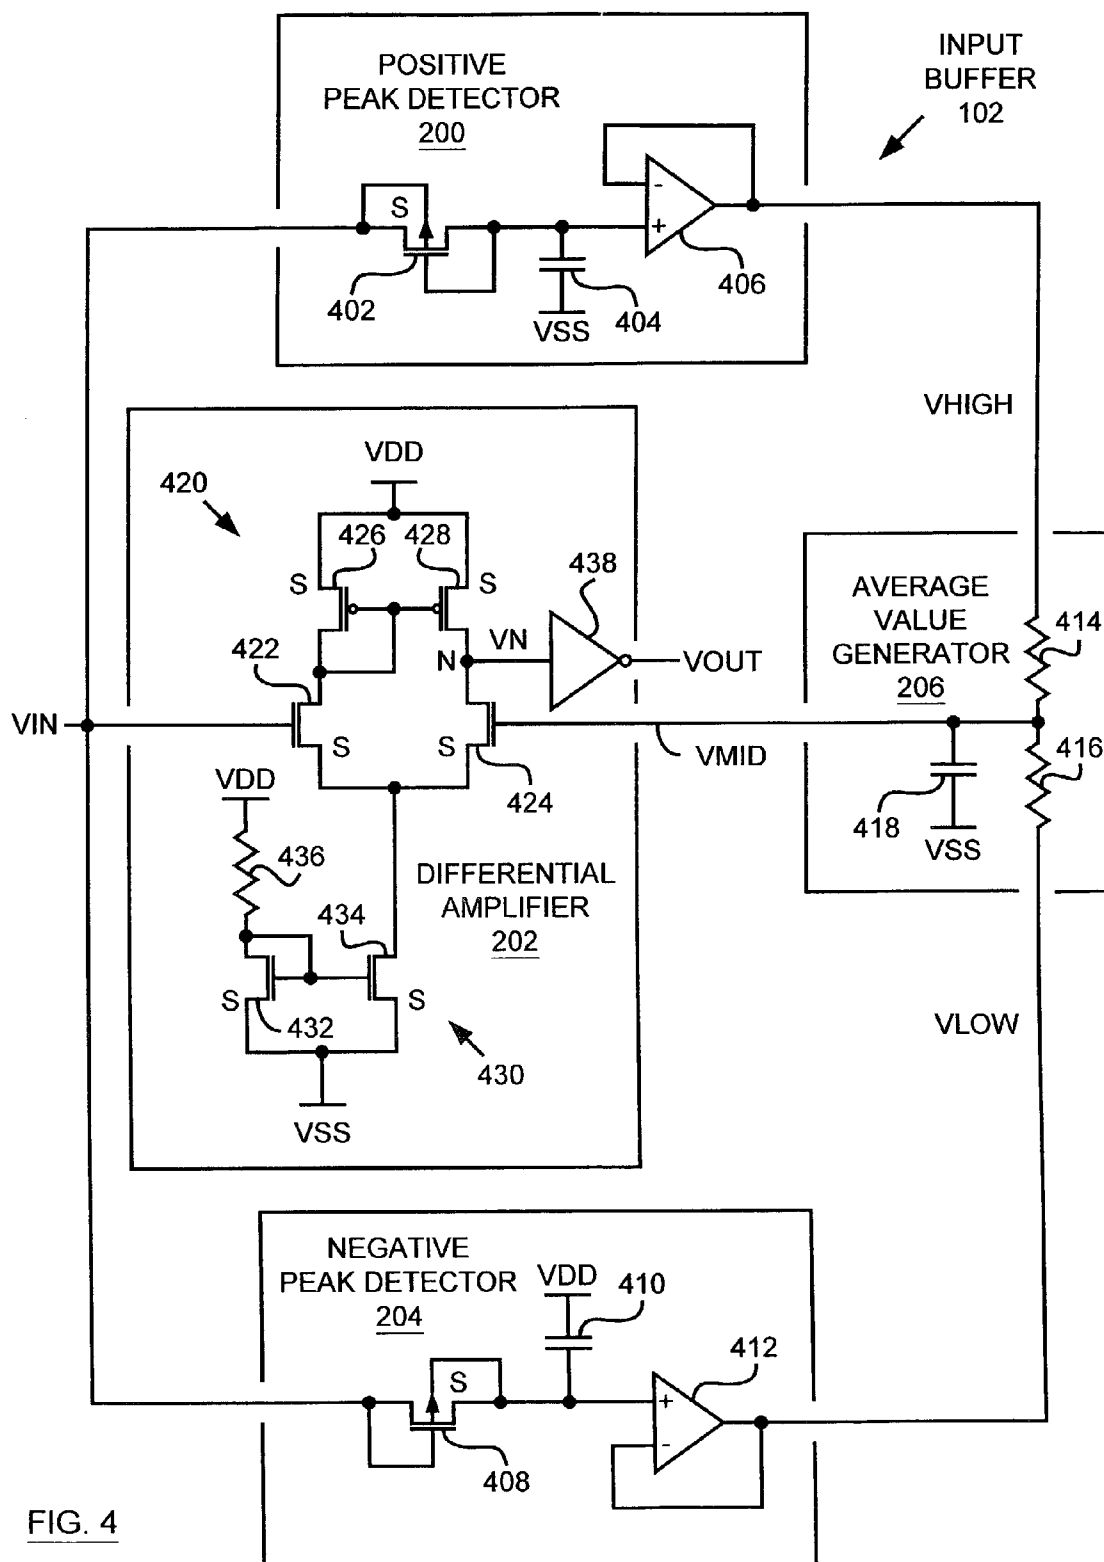 POSITIVE
PEAK DETECTOR
200
INPUT
BUFFER
102
S
-
+
402
404
406
VSS
VHIGH
VDD
420
426
428
S
S
438
AVERAGE
VALUE
GENERATOR
206
414
422
VN
N
VOUT
VIN
S
S
VMID
416
VDD
424
418
VSS
436
DIFFERENTIAL
AMPLIFIER
202
434
S
S
432
VLOW
430
VSS
NEGATIVE
PEAK DETECTOR
204
VDD
410
412
S
+
-
408
FIG. 4